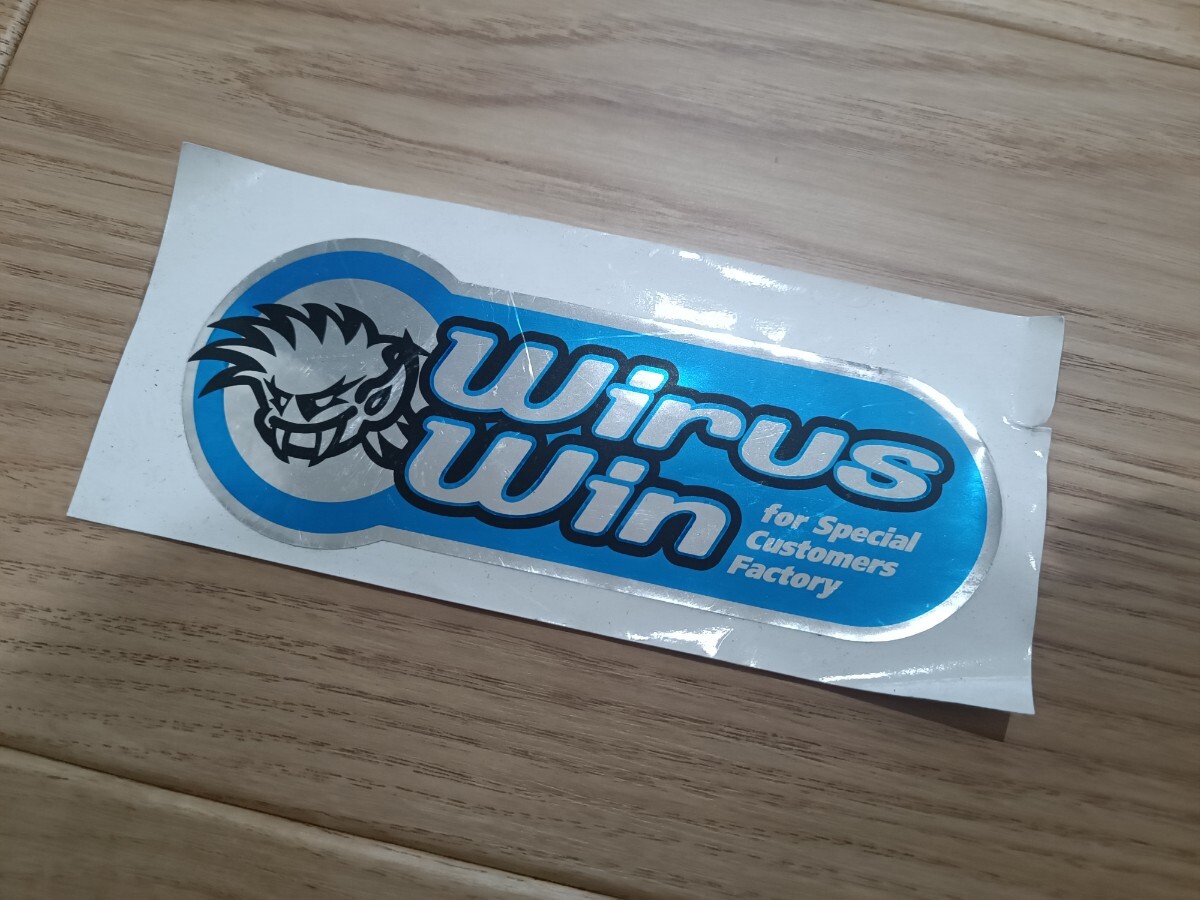 Wirus
Win
for Special
Customers
Factory